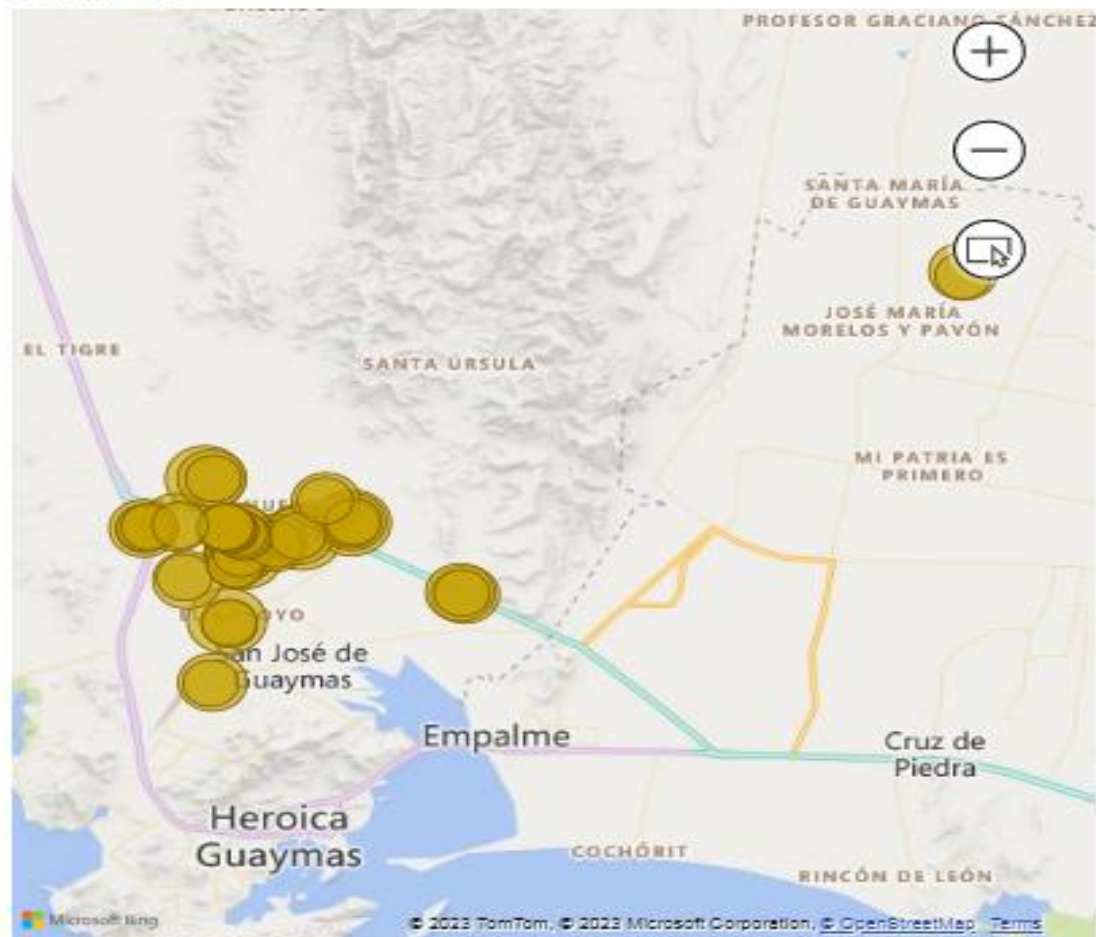 PROFESOR GRACIANO SÁNCHEZ
SANTA MARÍA
DE GUAYMAS
JOSÉ MARÍA
MORELOS Y PAVÓN
EL TIGRE
SANTA ÚRSULA
MI PATRIA ES
PRIMERO
an José de
Guaymas
Empalme
Cruz de
Piedra
Heroica
Guaymas
COCHÓRIT
RINCÓN DE LEÓN
Microsoft Bing
© 2023 TomTom, © 2023 Microsoft Corporation, © OpenStreetMap Terms